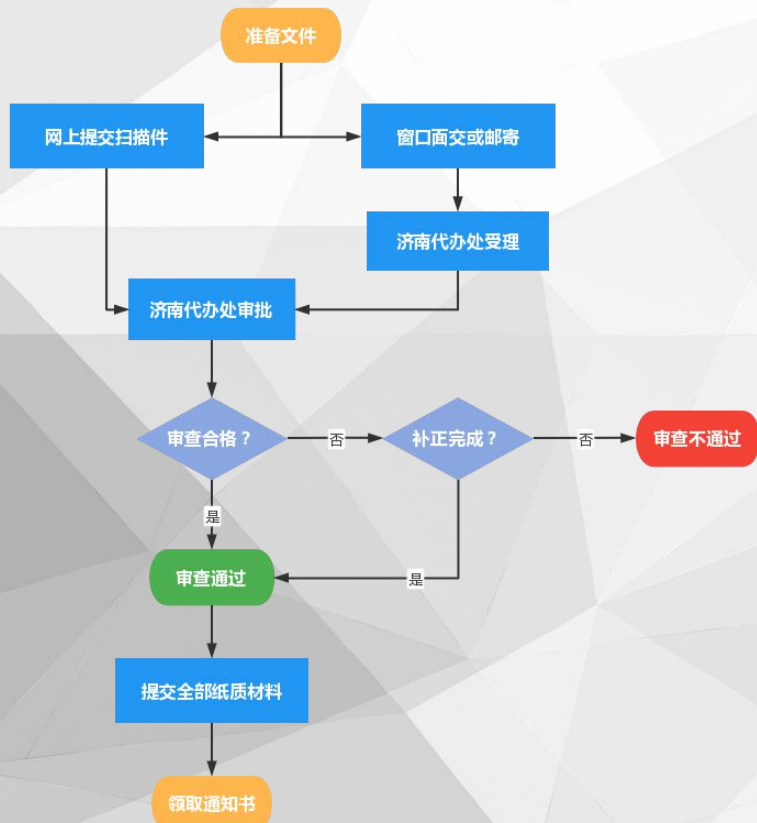 准备文件
网上提交扫描件
窗口面交或邮寄
济南代办处受理
济南代办处审批
审查合格？
否
补正完成？
否
审查不通过
是
审查通过
是
提交全部纸质材料
领取通知书